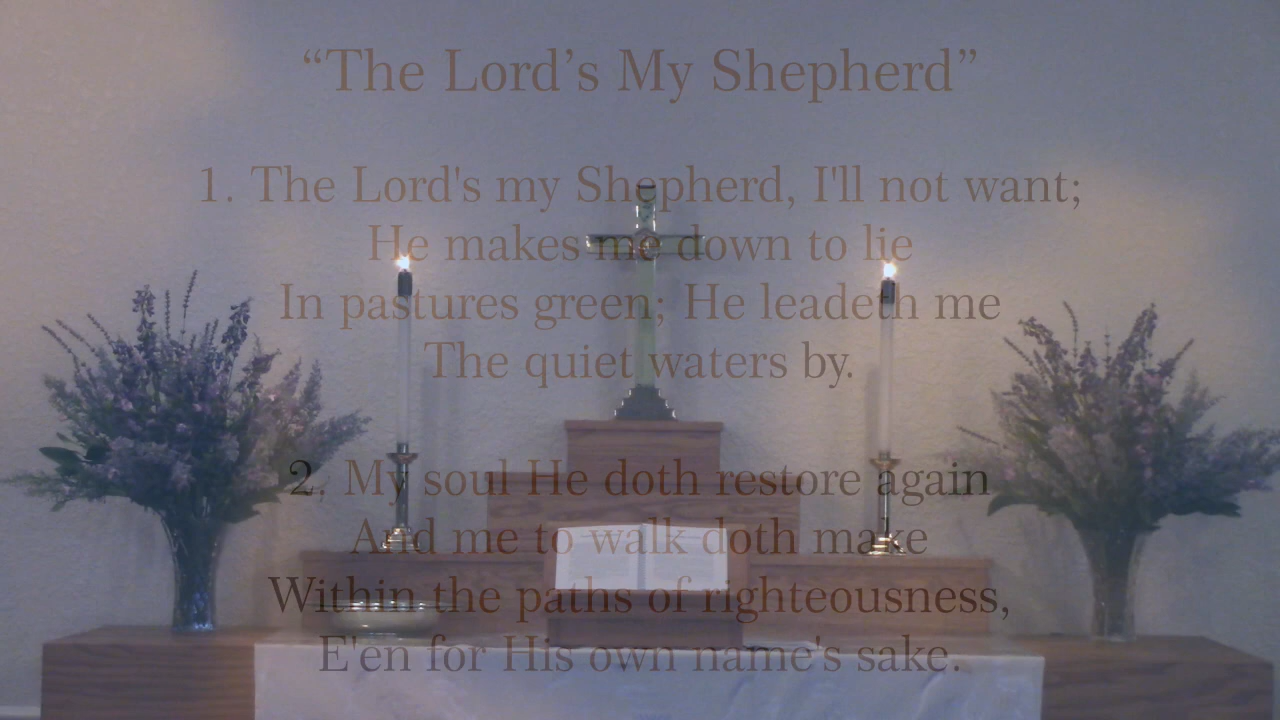 “The Lord’s My Shepherd”
1. The Lord's my Shepherd, I'll not want;
He makes me down to lie
In pastures green; He leadeth me
The quiet waters by.
2. My soul He doth restore again
And me to walk doth make
Within the paths of righteousness,
E'en for His own name's sake.